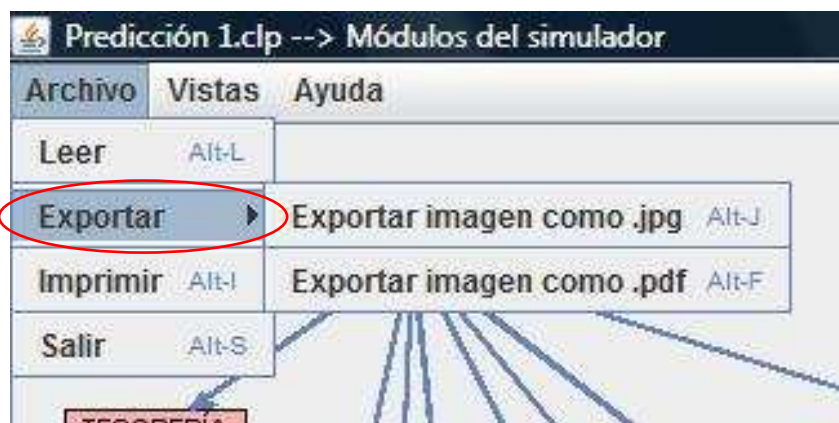 Predicción 1.clp --> Módulos del simulador
Archivo Vistas Ayuda
Leer Alt-L
Exportar Exportar imagen como .jpg Alt-J
Imprimir Alt-I Exportar imagen como .pdf Alt-F
Salir Alt-S
TESORERÍA